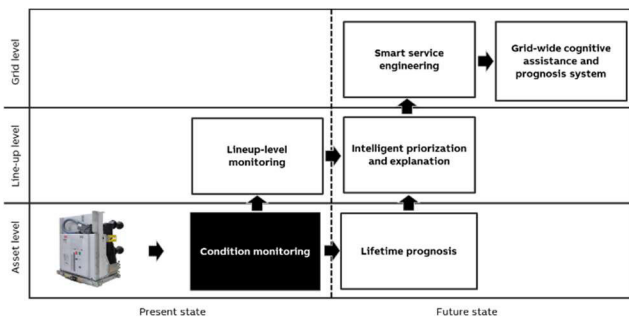 Grid level
Smart service
engineering
Grid-wide cognitive
assistance and
prognosis system
Line-up level
Lineup-level
monitoring
Intelligent priorization
and explanation
Asset level
Condition monitoring
Lifetime prognosis
Present state
Future state